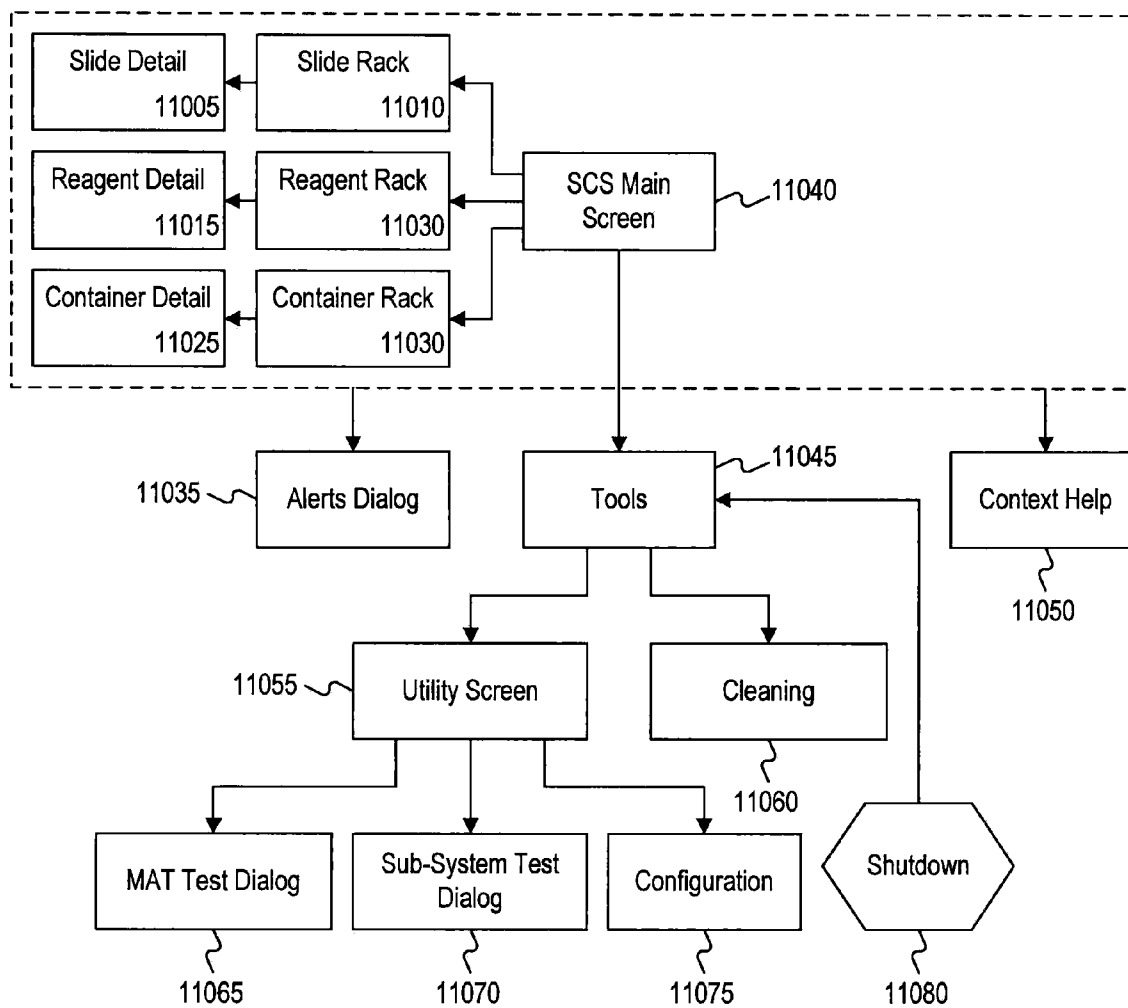 Slide Detail
11005
Slide Rack
11010
Reagent Detail
11015
Reagent Rack
11030
SCS Main
Screen
11040
Container Detail
11025
Container Rack
11030
11035
Alerts Dialog
11045
Tools
Context Help
11050
11055
Utility Screen
Cleaning
11060
MAT Test Dialog
11065
Sub-System Test
Dialog
11070
Configuration
11075
Shutdown
11080